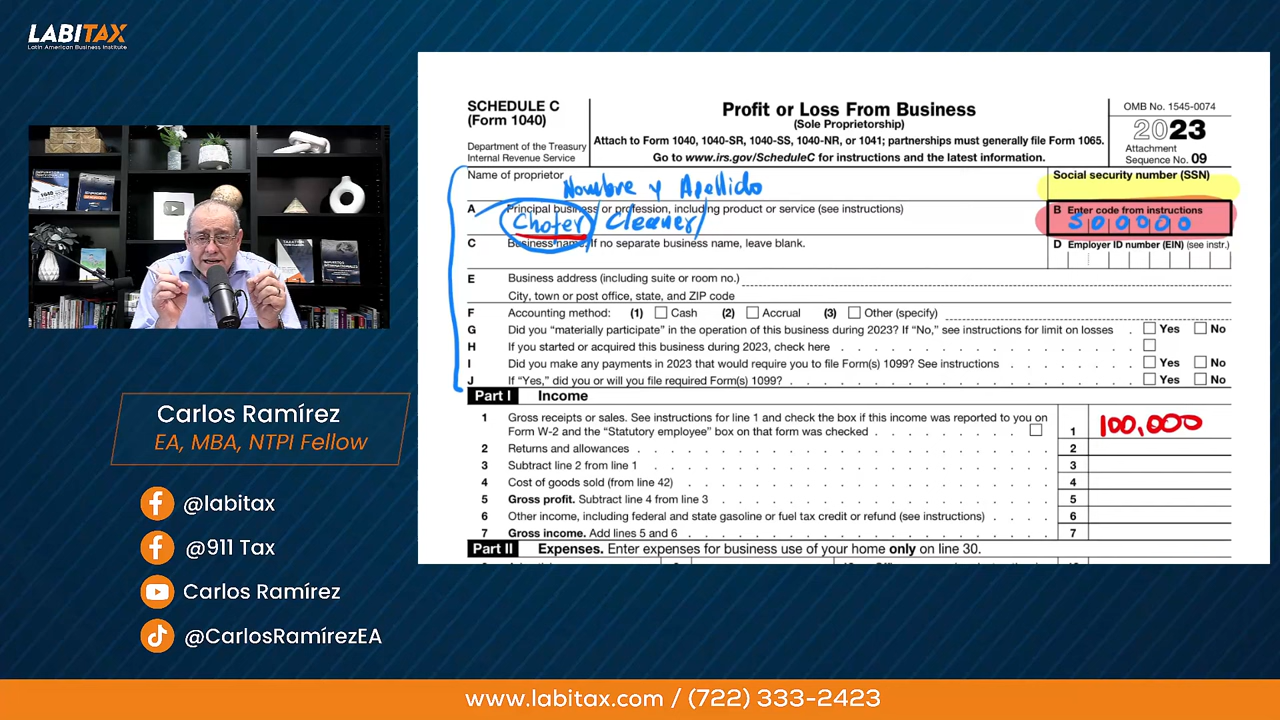 LABITAX
Latin American Business Institute
SCHEDULE C
(Form 1040)
Department of the Treasury
Internal Revenue Service
Profit or Loss From Business
(Sole Proprietorship)
Attach to Form 1040, 1040-SR, 1040-SS, 1040-NR, or 1041; partnerships must generally file Form 1065.
Go to www.irs.gov/ScheduleC for instructions and the latest information.
OMB No. 1545-0074
2023
Attachment
Sequence No. 09
Name of proprietor
Nombre y Apellido
Social security number (SSN)
A Principal business or profession, including product or service (see instructions)
Chofer / Cleaner/
B Enter code from instructions
300000
C Business name. If no separate business name, leave blank.
D Employer ID number (EIN) (see instr.)
E Business address (including suite or room no.)
City, town or post office, state, and ZIP code
F Accounting method: (1) Cash (2) Accrual (3) Other (specify)
G Did you "materially participate" in the operation of this business during 2023? If "No," see instructions for limit on losses Yes No
H If you started or acquired this business during 2023, check here
I Did you make any payments in 2023 that would require you to file Form(s) 1099? See instructions Yes No
J If "Yes," did you or will you file required Form(s) 1099? Yes No
Part I Income
1 Gross receipts or sales. See instructions for line 1 and check the box if this income was reported to you on
Form W-2 and the "Statutory employee" box on that form was checked 1 100,000
2 Returns and allowances 2
3 Subtract line 2 from line 1 3
4 Cost of goods sold (from line 42) 4
5 Gross profit. Subtract line 4 from line 3 5
6 Other income, including federal and state gasoline or fuel tax credit or refund (see instructions) 6
7 Gross income. Add lines 5 and 6 7
Part II Expenses. Enter expenses for business use of your home only on line 30.
Carlos Ramírez
EA, MBA, NTPI Fellow
@labitax
@911 Tax
Carlos Ramírez
@CarlosRamírezEA
www.labitax.com / (722) 333-2423